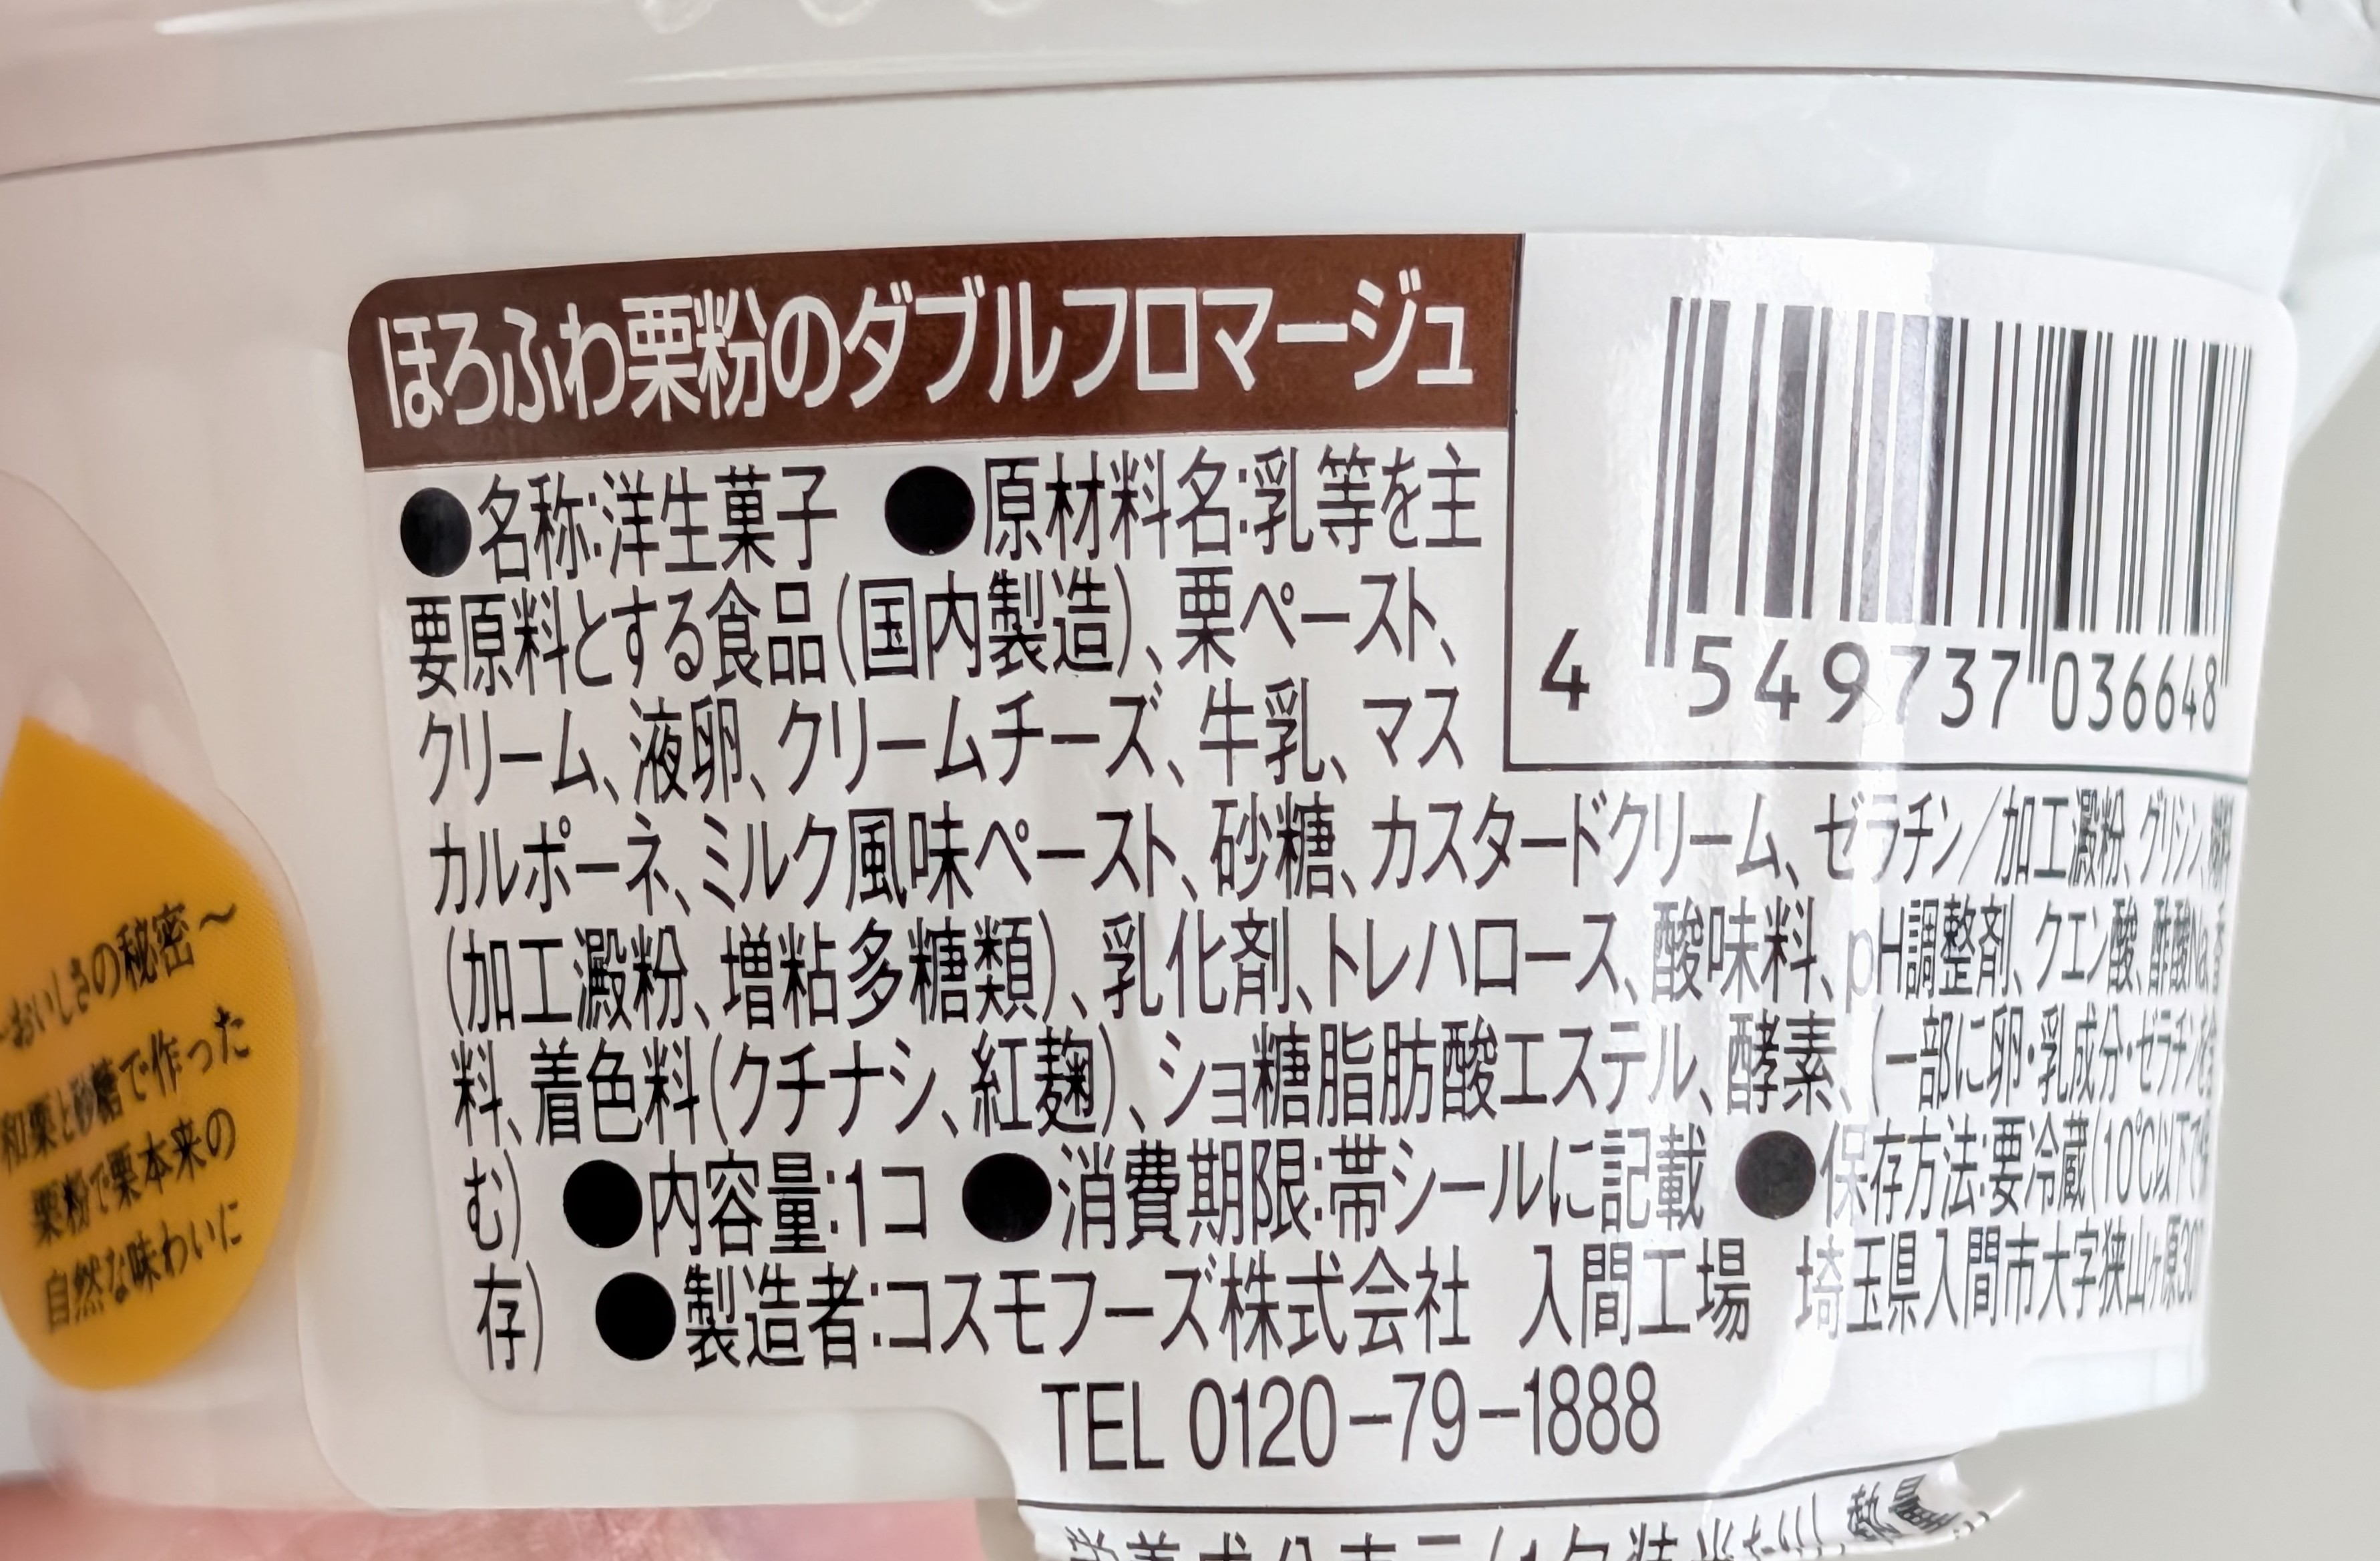 ほろふわ栗粉のダブルフロマージュ
●名称:洋生菓子 ●原材料名:乳等を主
要原料とする食品(国内製造)、栗ペースト、
クリーム、液卵、クリームチーズ、牛乳、マス
カルポーネ、ミルク風味ペースト、砂糖、カスタードクリーム、ゼラチン/加工澱粉、グリシン、
(加工澱粉、増粘多糖類)、乳化剤、トレハロース、酸味料、pH調整剤、クエン酸、酢酸Na、香
料、着色料(クチナシ、紅麹)、ショ糖脂肪酸エステル、酵素、(一部に卵・乳成分・ゼラチンを含
む) ●内容量:1コ ●消費期限:帯シールに記載 ●保存方法:要冷蔵(10℃以下で保
存) ●製造者:コスモフーズ株式会社 入間工場 埼玉県入間市大字狭山ヶ原
TEL 0120-79-1888
4 549737 036648
~おいしさの秘密~
和栗と砂糖で作った
栗粉で栗本来の
自然な味わいに